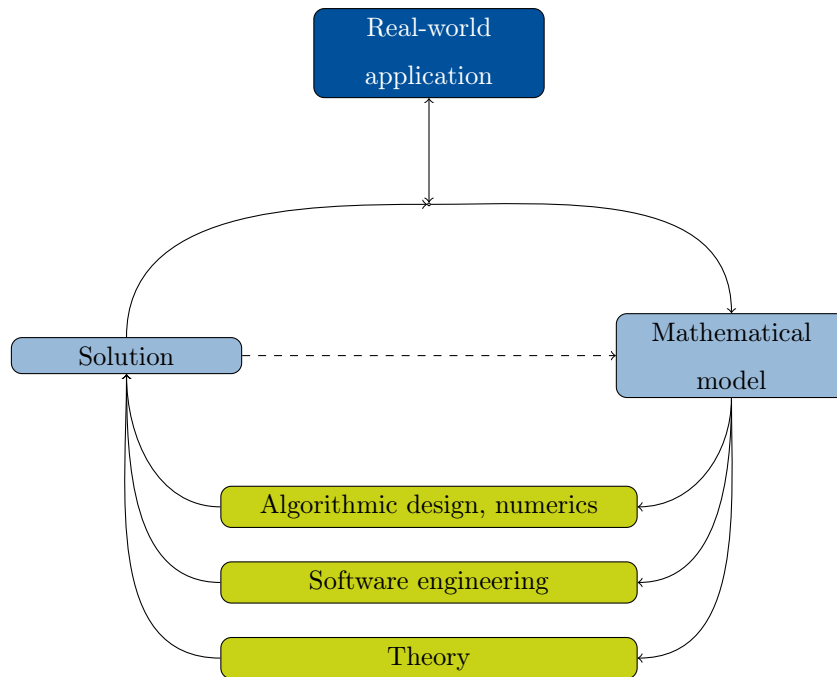 Real-world
application
Solution
Mathematical
model
Algorithmic design, numerics
Software engineering
Theory